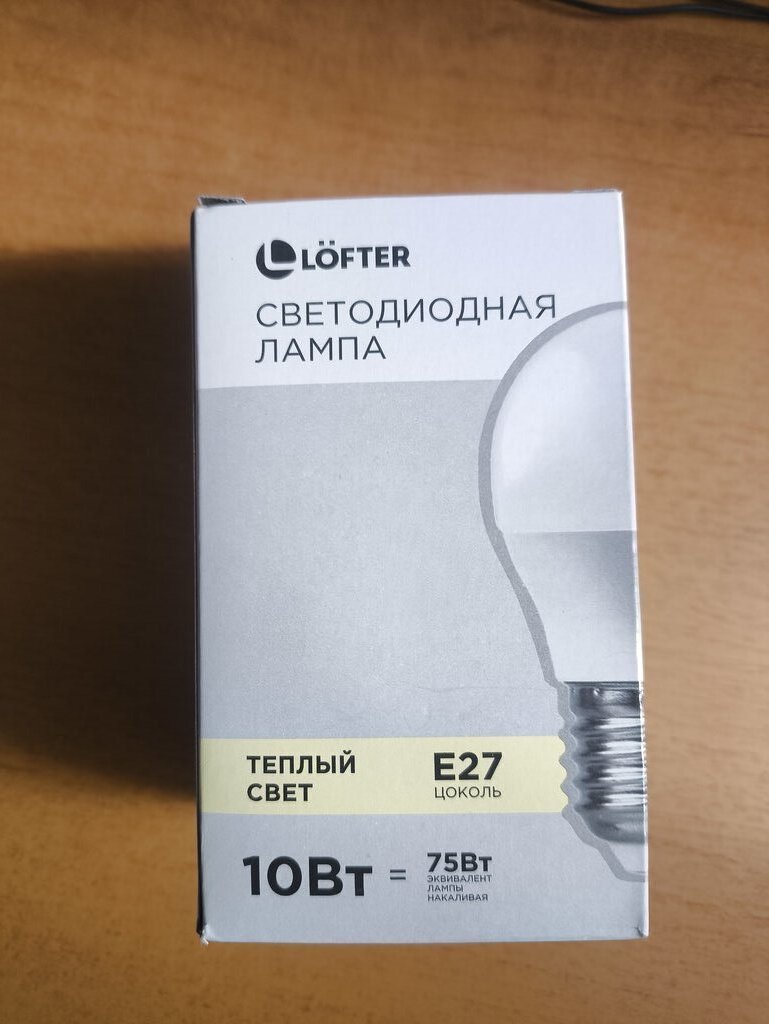 LÖFTER
СВЕТОДИОДНАЯ
ЛАМПА
ТЕПЛЫЙ
СВЕТ
E27
ЦОКОЛЬ
10Вт = 75Вт
ЭКВИВАЛЕНТ
ЛАМПЫ
НАКАЛИВАЯ